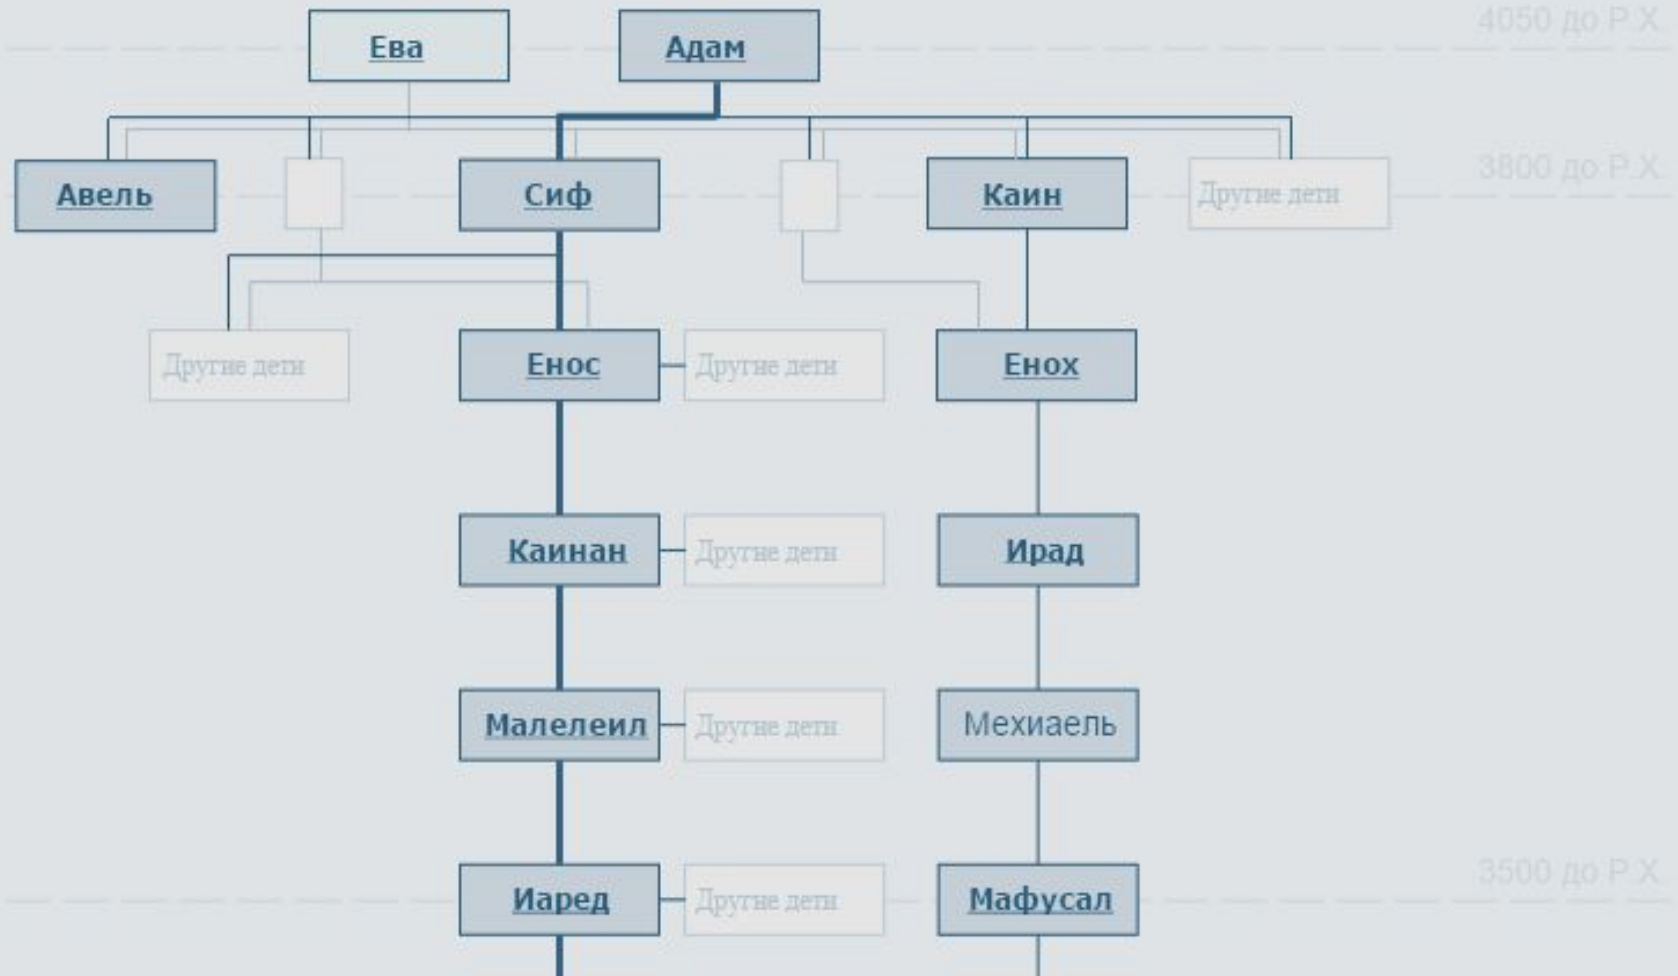 4050 до Р.Х.
Ева
Адам
3800 до Р.Х.
Авель
Сиф
Каин
Другие дети
Другие дети
Енос
Другие дети
Енох
Каинан
Другие дети
Ирад
Малелеил
Другие дети
Мехиаель
3500 до Р.Х.
Иаред
Другие дети
Мафусал